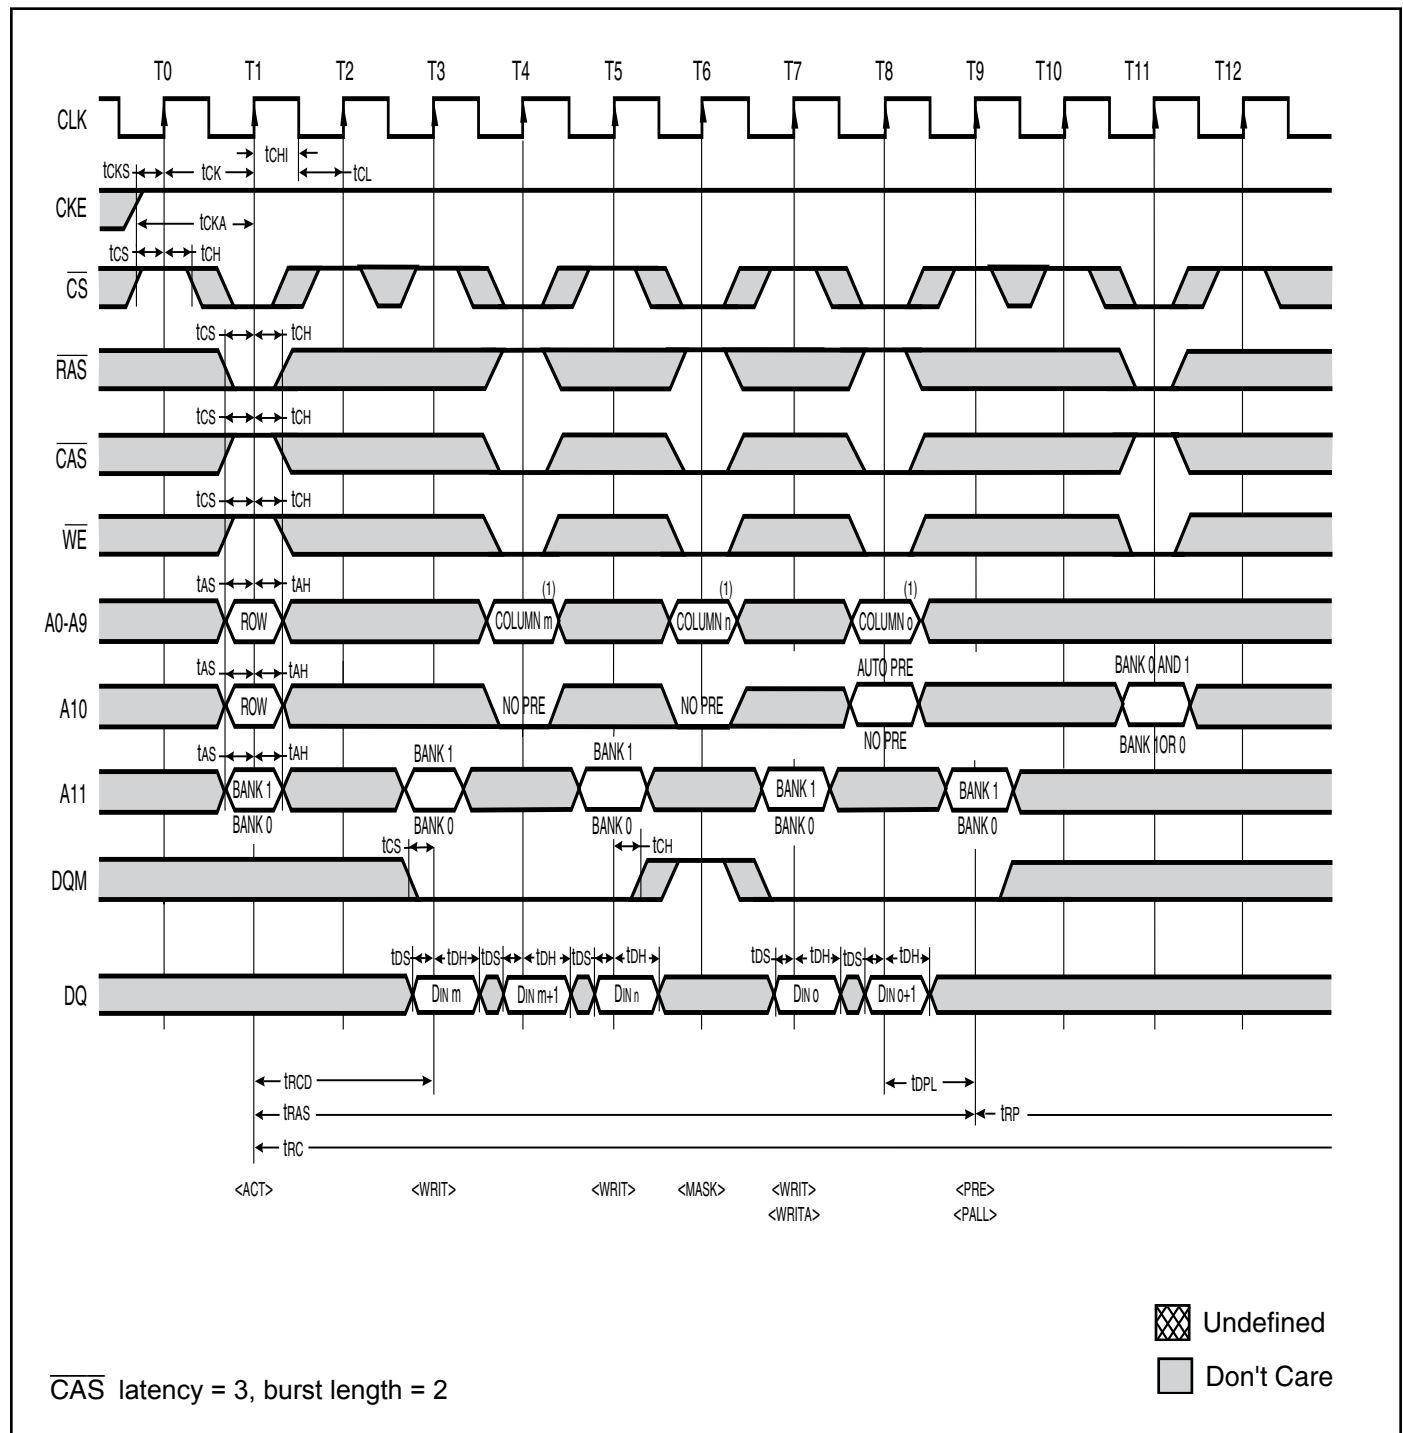 T0 T1 T2 T3 T4 T5 T6 T7 T8 T9 T10 T11 T12
CLK
tCHI
tCKS tCK tCL
CKE
tCKA
tCS tCH
CS
tCS tCH
RAS
tCS tCH
CAS
tCS tCH
WE
tAS tAH (1) (1) (1)
A0-A9 ROW COLUMN m COLUMN n COLUMN o
tAS tAH AUTO PRE BANK 0 AND 1
A10 ROW NO PRE NO PRE
NO PRE BANK 1OR 0
tAS tAH BANK 1 BANK 1
A11 BANK 1 BANK 1 BANK 1
BANK 0 BANK 0 BANK 0 BANK 0 BANK 0
tCS tCH
DQM
tDS tDH tDS tDH tDS tDH tDS tDH tDS tDH
DQ DIN m DIN m+1 DIN n DIN o DIN o+1
tRCD tDPL
tRAS tRP
tRC
<ACT> <WRIT> <WRIT> <MASK> <WRIT> <PRE>
<WRITA> <PALL>
Undefined
Don't Care
CAS latency = 3, burst length = 2